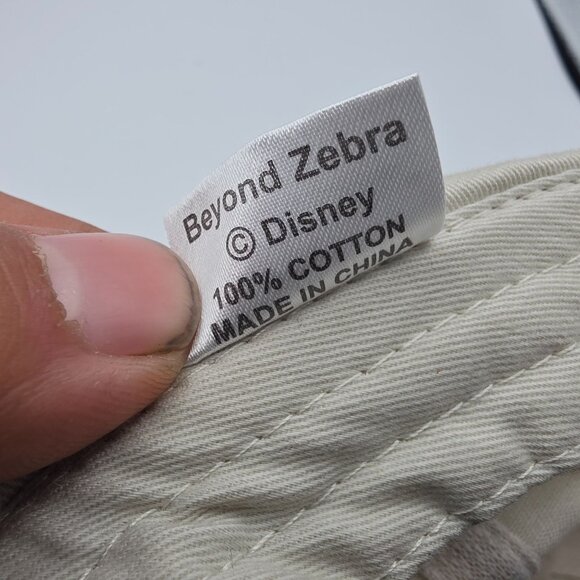 Beyond Zebra
© Disney
100% COTTON
MADE IN CHINA